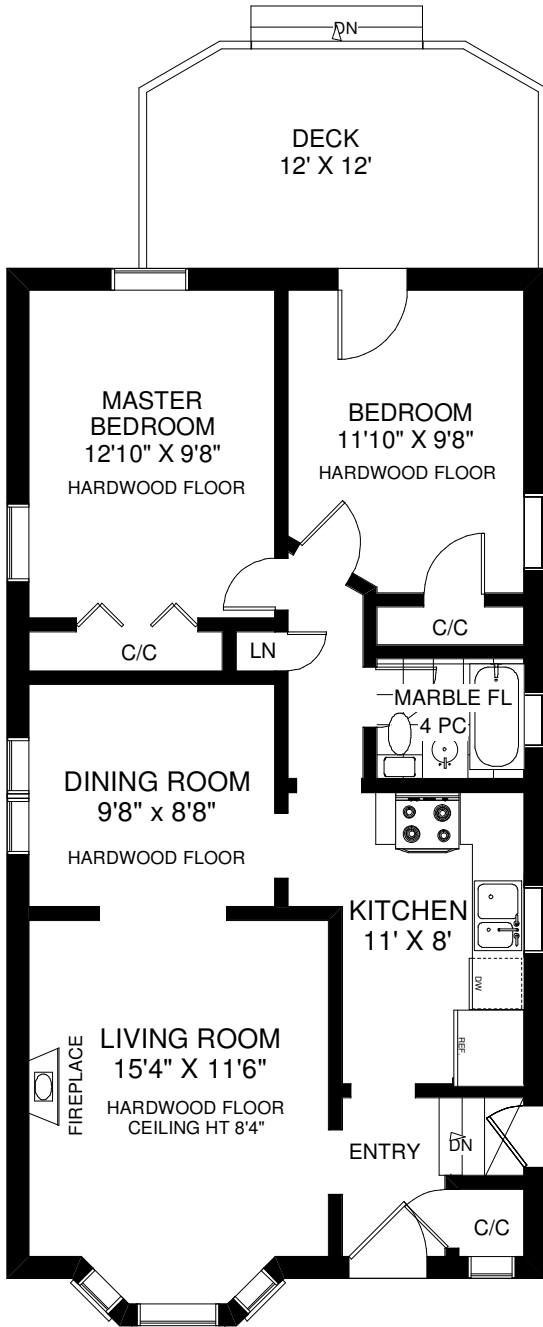 DN
DECK
12' X 12'
MASTER
BEDROOM
12'10" X 9'8"
HARDWOOD FLOOR
BEDROOM
11'10" X 9'8"
HARDWOOD FLOOR
C/C
C/C
LN
MARBLE FL
4 PC
DINING ROOM
9'8" x 8'8"
HARDWOOD FLOOR
KITCHEN
11' X 8'
DW
REF.
LIVING ROOM
15'4" X 11'6"
HARDWOOD FLOOR
CEILING HT 8'4"
FIREPLACE
ENTRY
DN
C/C